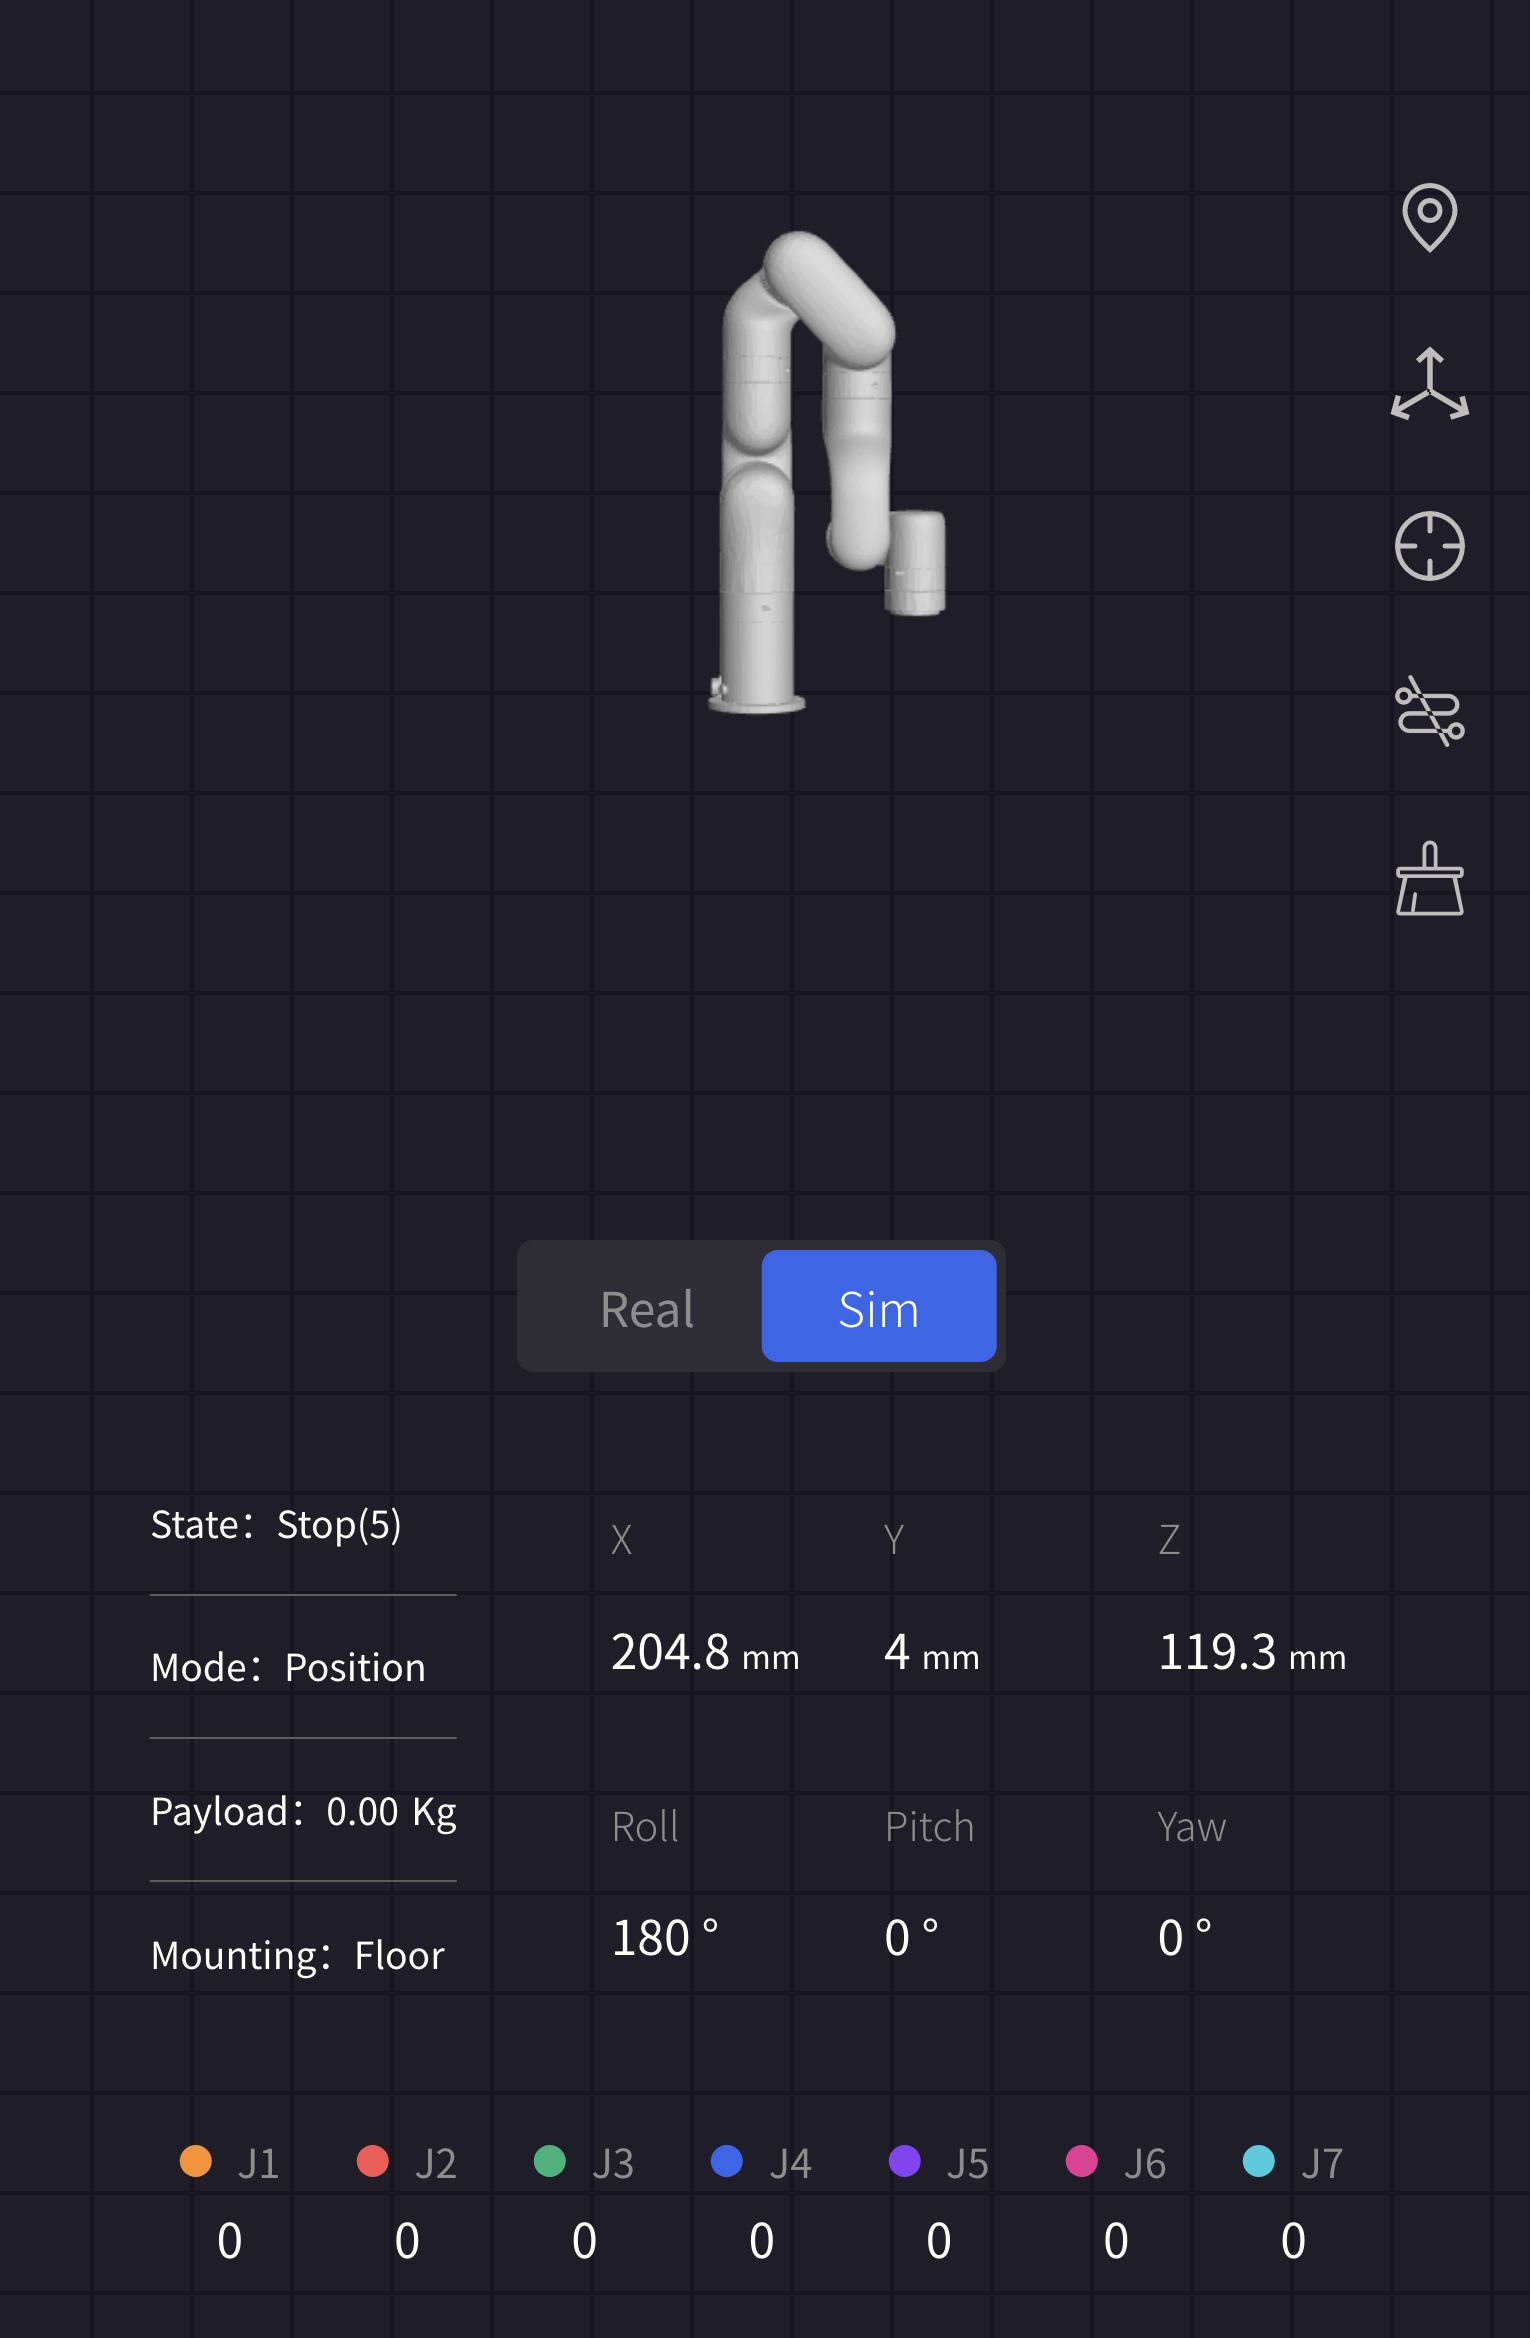 Real Sim
State：Stop(5)
Mode：Position
Payload：0.00 Kg
Mounting：Floor
X Y Z
204.8 mm 4 mm 119.3 mm
Roll Pitch Yaw
180 ° 0 ° 0 °
J1 J2 J3 J4 J5 J6 J7
0 0 0 0 0 0 0